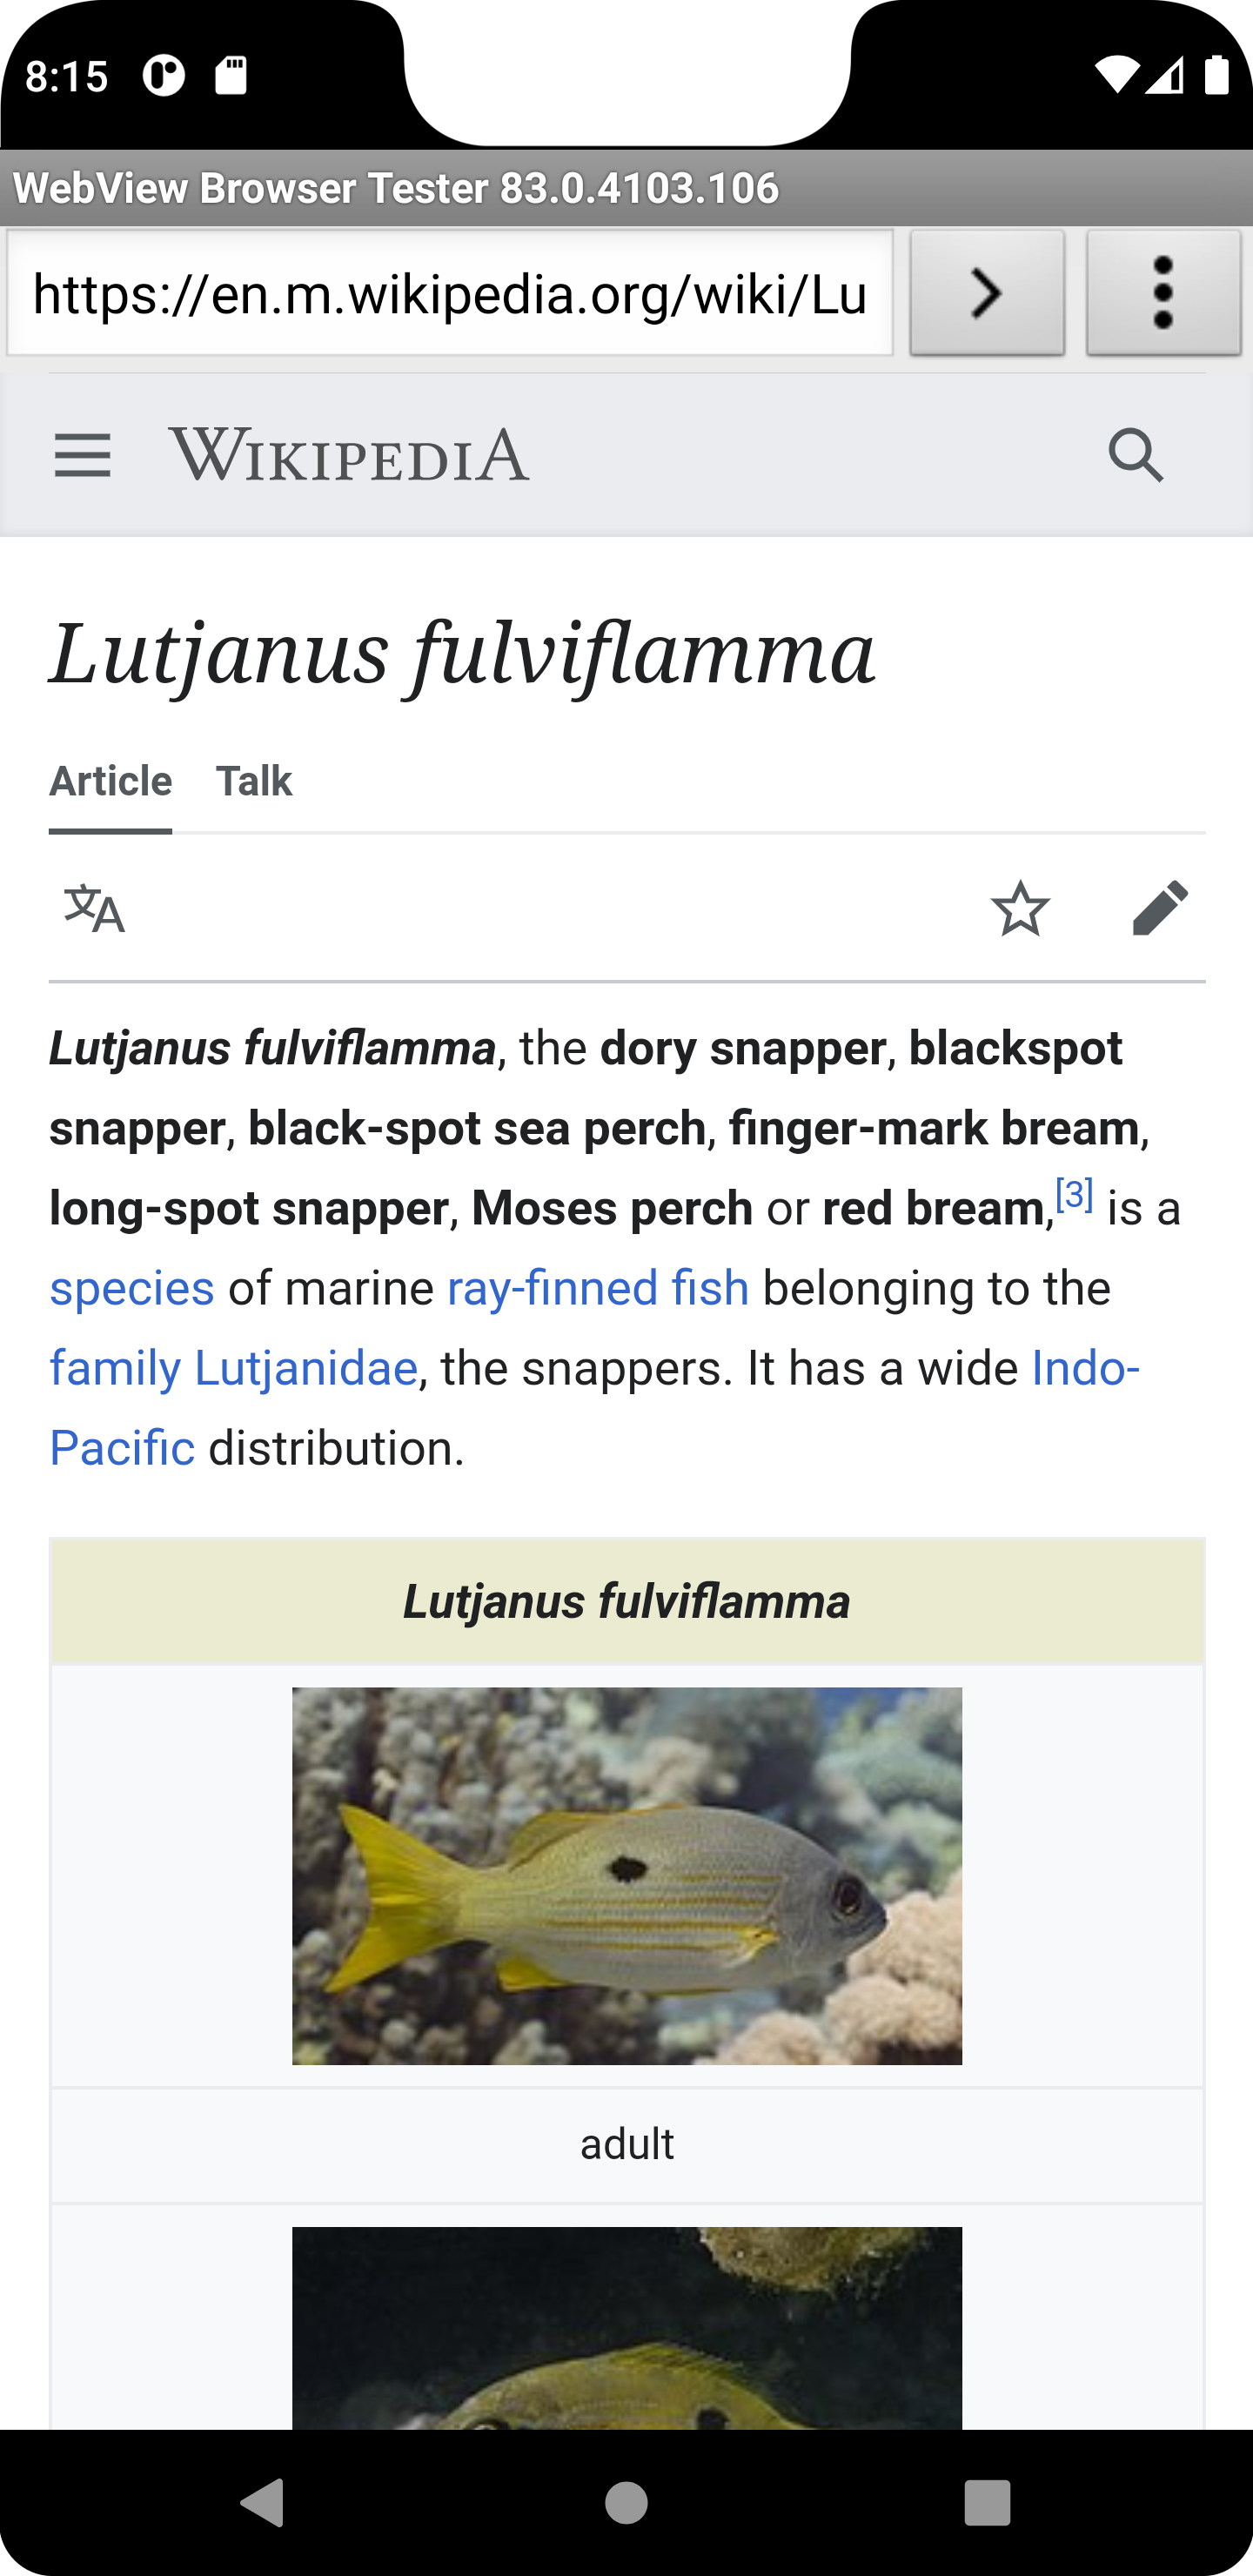 8:15
WebView Browser Tester 83.0.4103.106
https://en.m.wikipedia.org/wiki/Lu
WIKIPEDIA
Lutjanus fulviflamma
Article Talk
Lutjanus fulviflamma, the dory snapper, blackspot
snapper, black-spot sea perch, finger-mark bream,
long-spot snapper, Moses perch or red bream,[3] is a
species of marine ray-finned fish belonging to the
family Lutjanidae, the snappers. It has a wide Indo-
Pacific distribution.
Lutjanus fulviflamma
adult